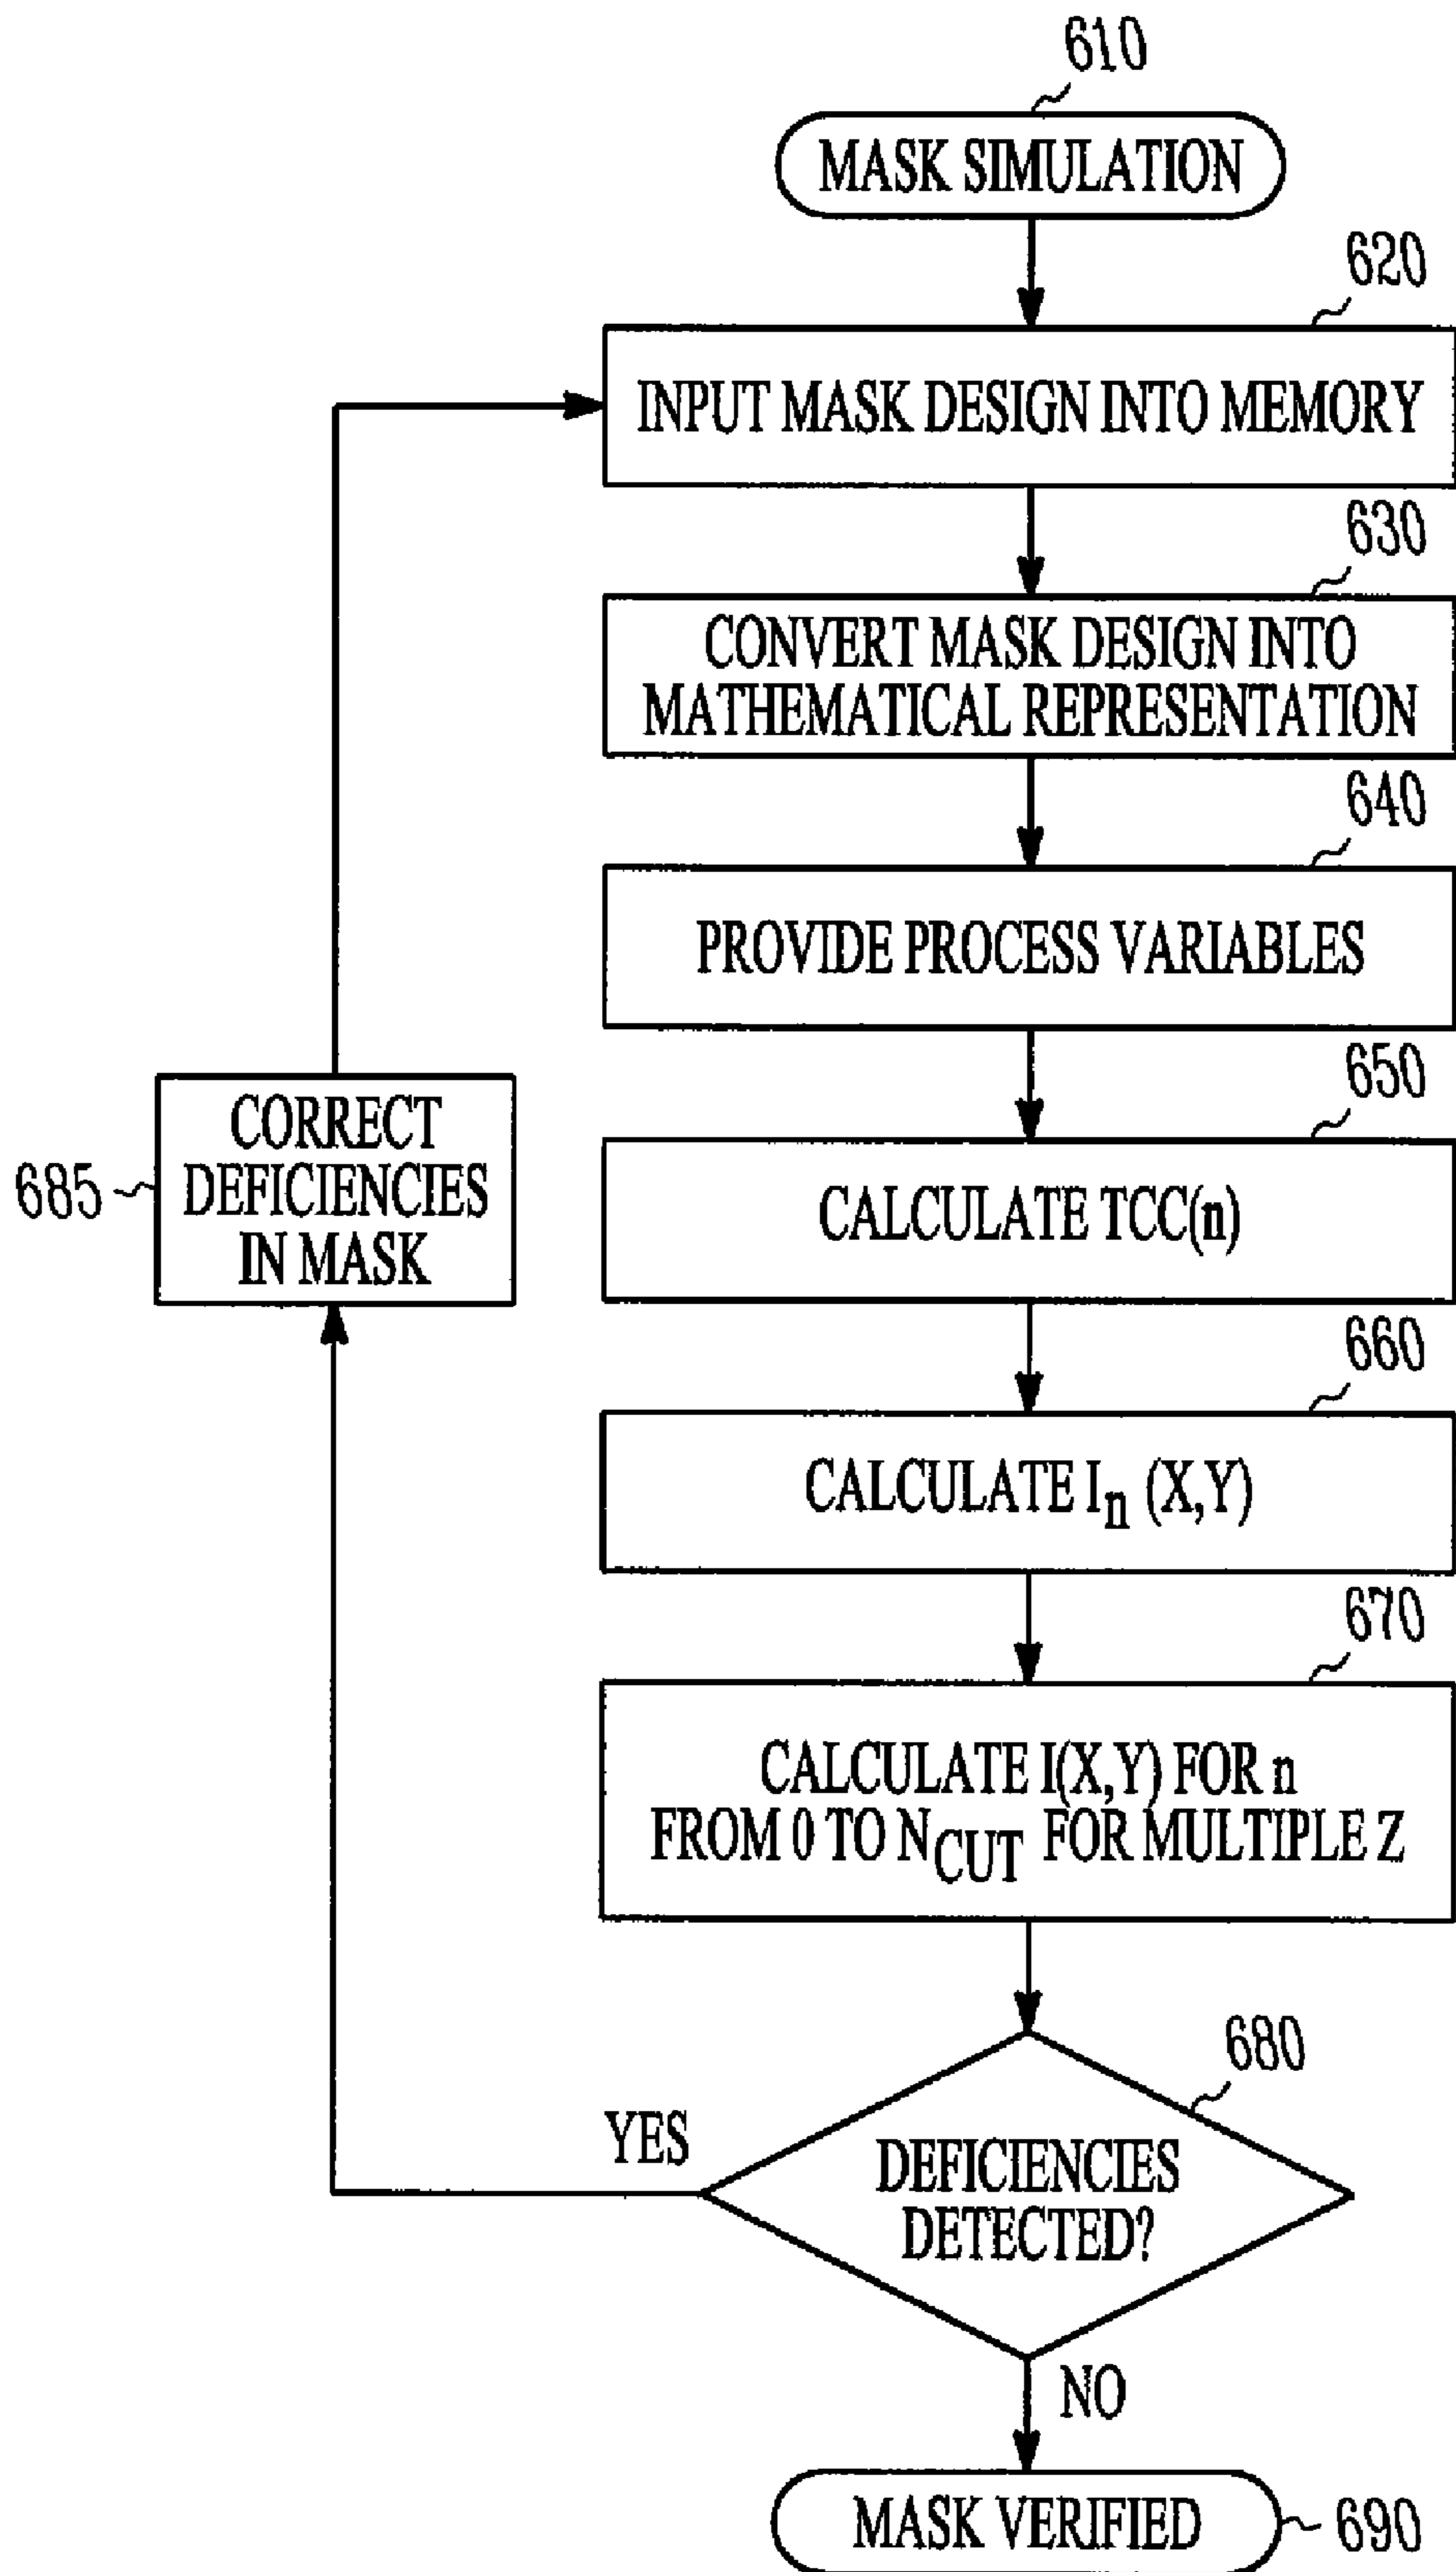 610
MASK SIMULATION
620
INPUT MASK DESIGN INTO MEMORY
630
CONVERT MASK DESIGN INTO
MATHEMATICAL REPRESENTATION
640
PROVIDE PROCESS VARIABLES
650
CALCULATE TCC(n)
685
CORRECT
DEFICIENCIES
IN MASK
660
CALCULATE In (X,Y)
670
CALCULATE I(X,Y) FOR n
FROM 0 TO NCUT FOR MULTIPLE Z
680
YES
DEFICIENCIES
DETECTED?
NO
MASK VERIFIED
690